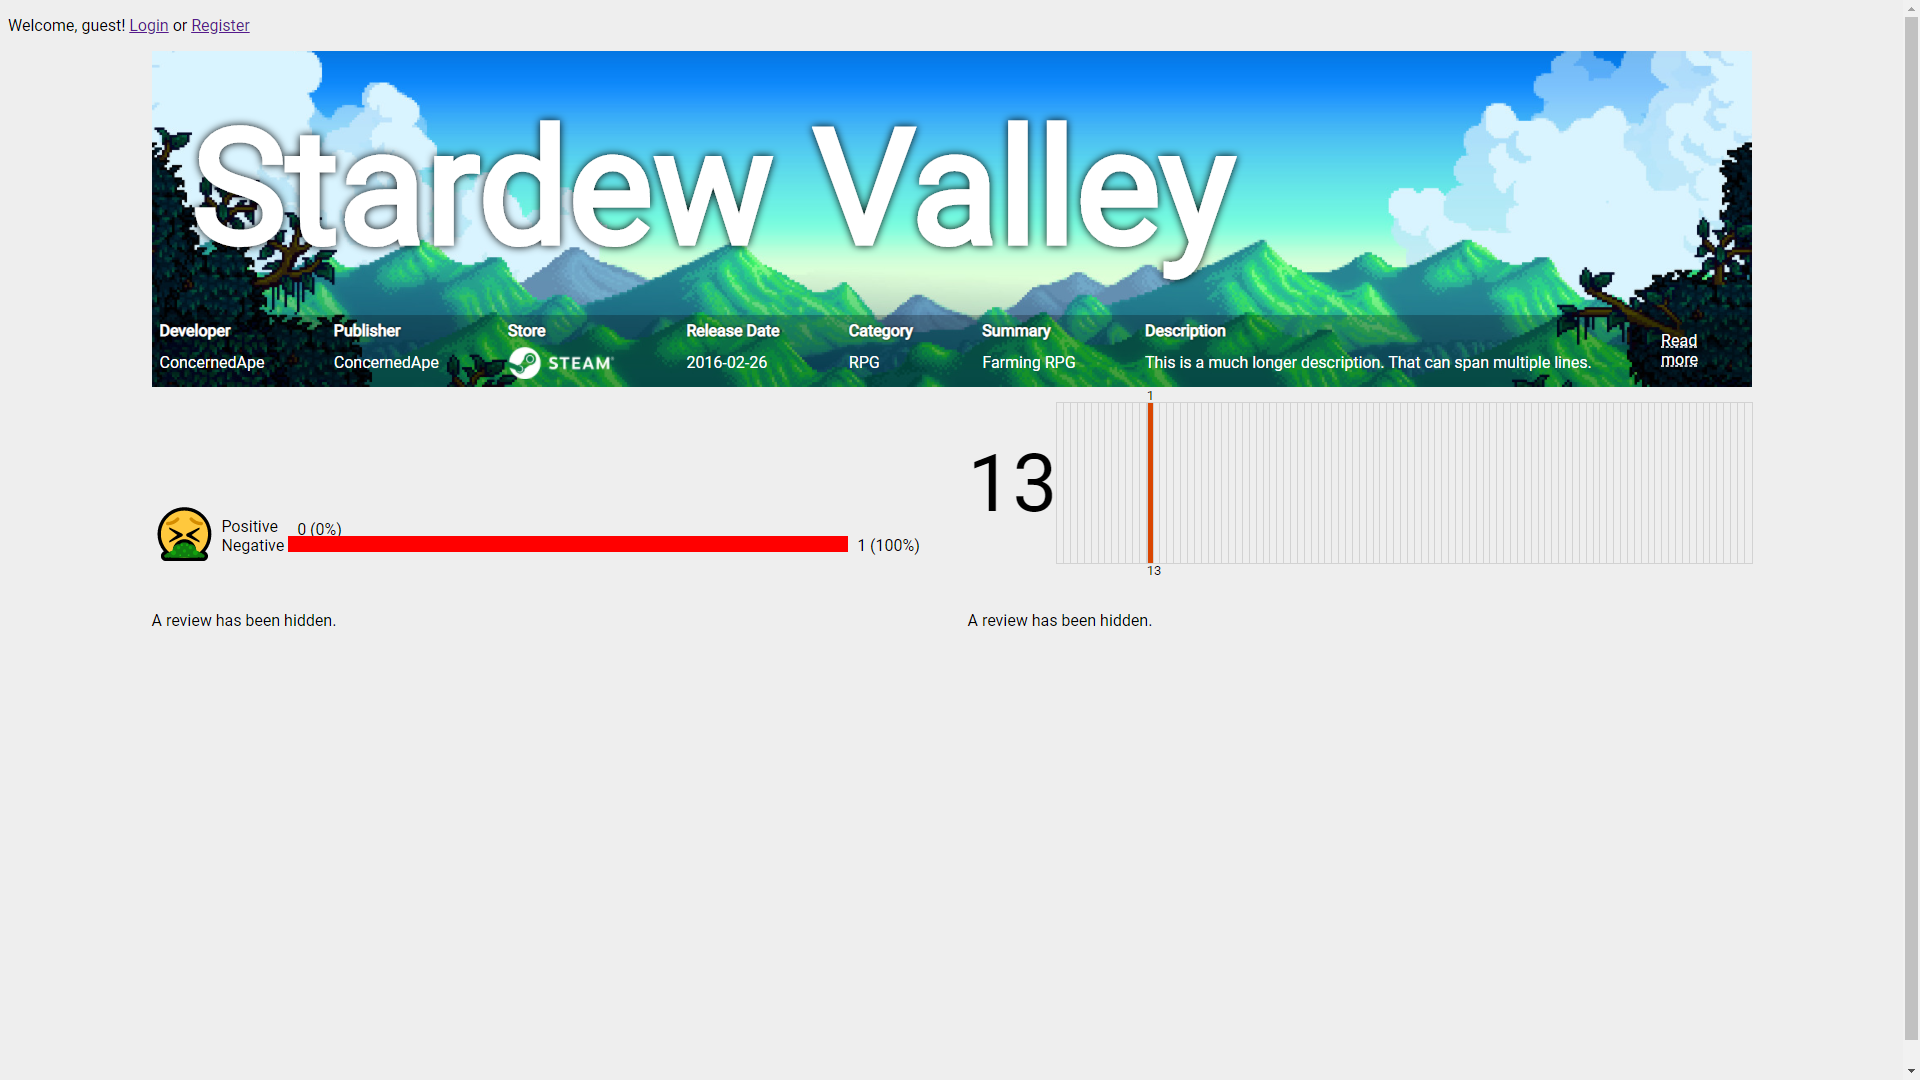 Welcome, guest! Login or Register
Stardew Valley
Developer Publisher Store Release Date Category Summary Description
ConcernedApe ConcernedApe STEAM 2016-02-26 RPG Farming RPG This is a much longer description. That can span multiple lines.
Read
more
1
13
Positive 0 (0%)
Negative 1 (100%)
13
A review has been hidden.
A review has been hidden.